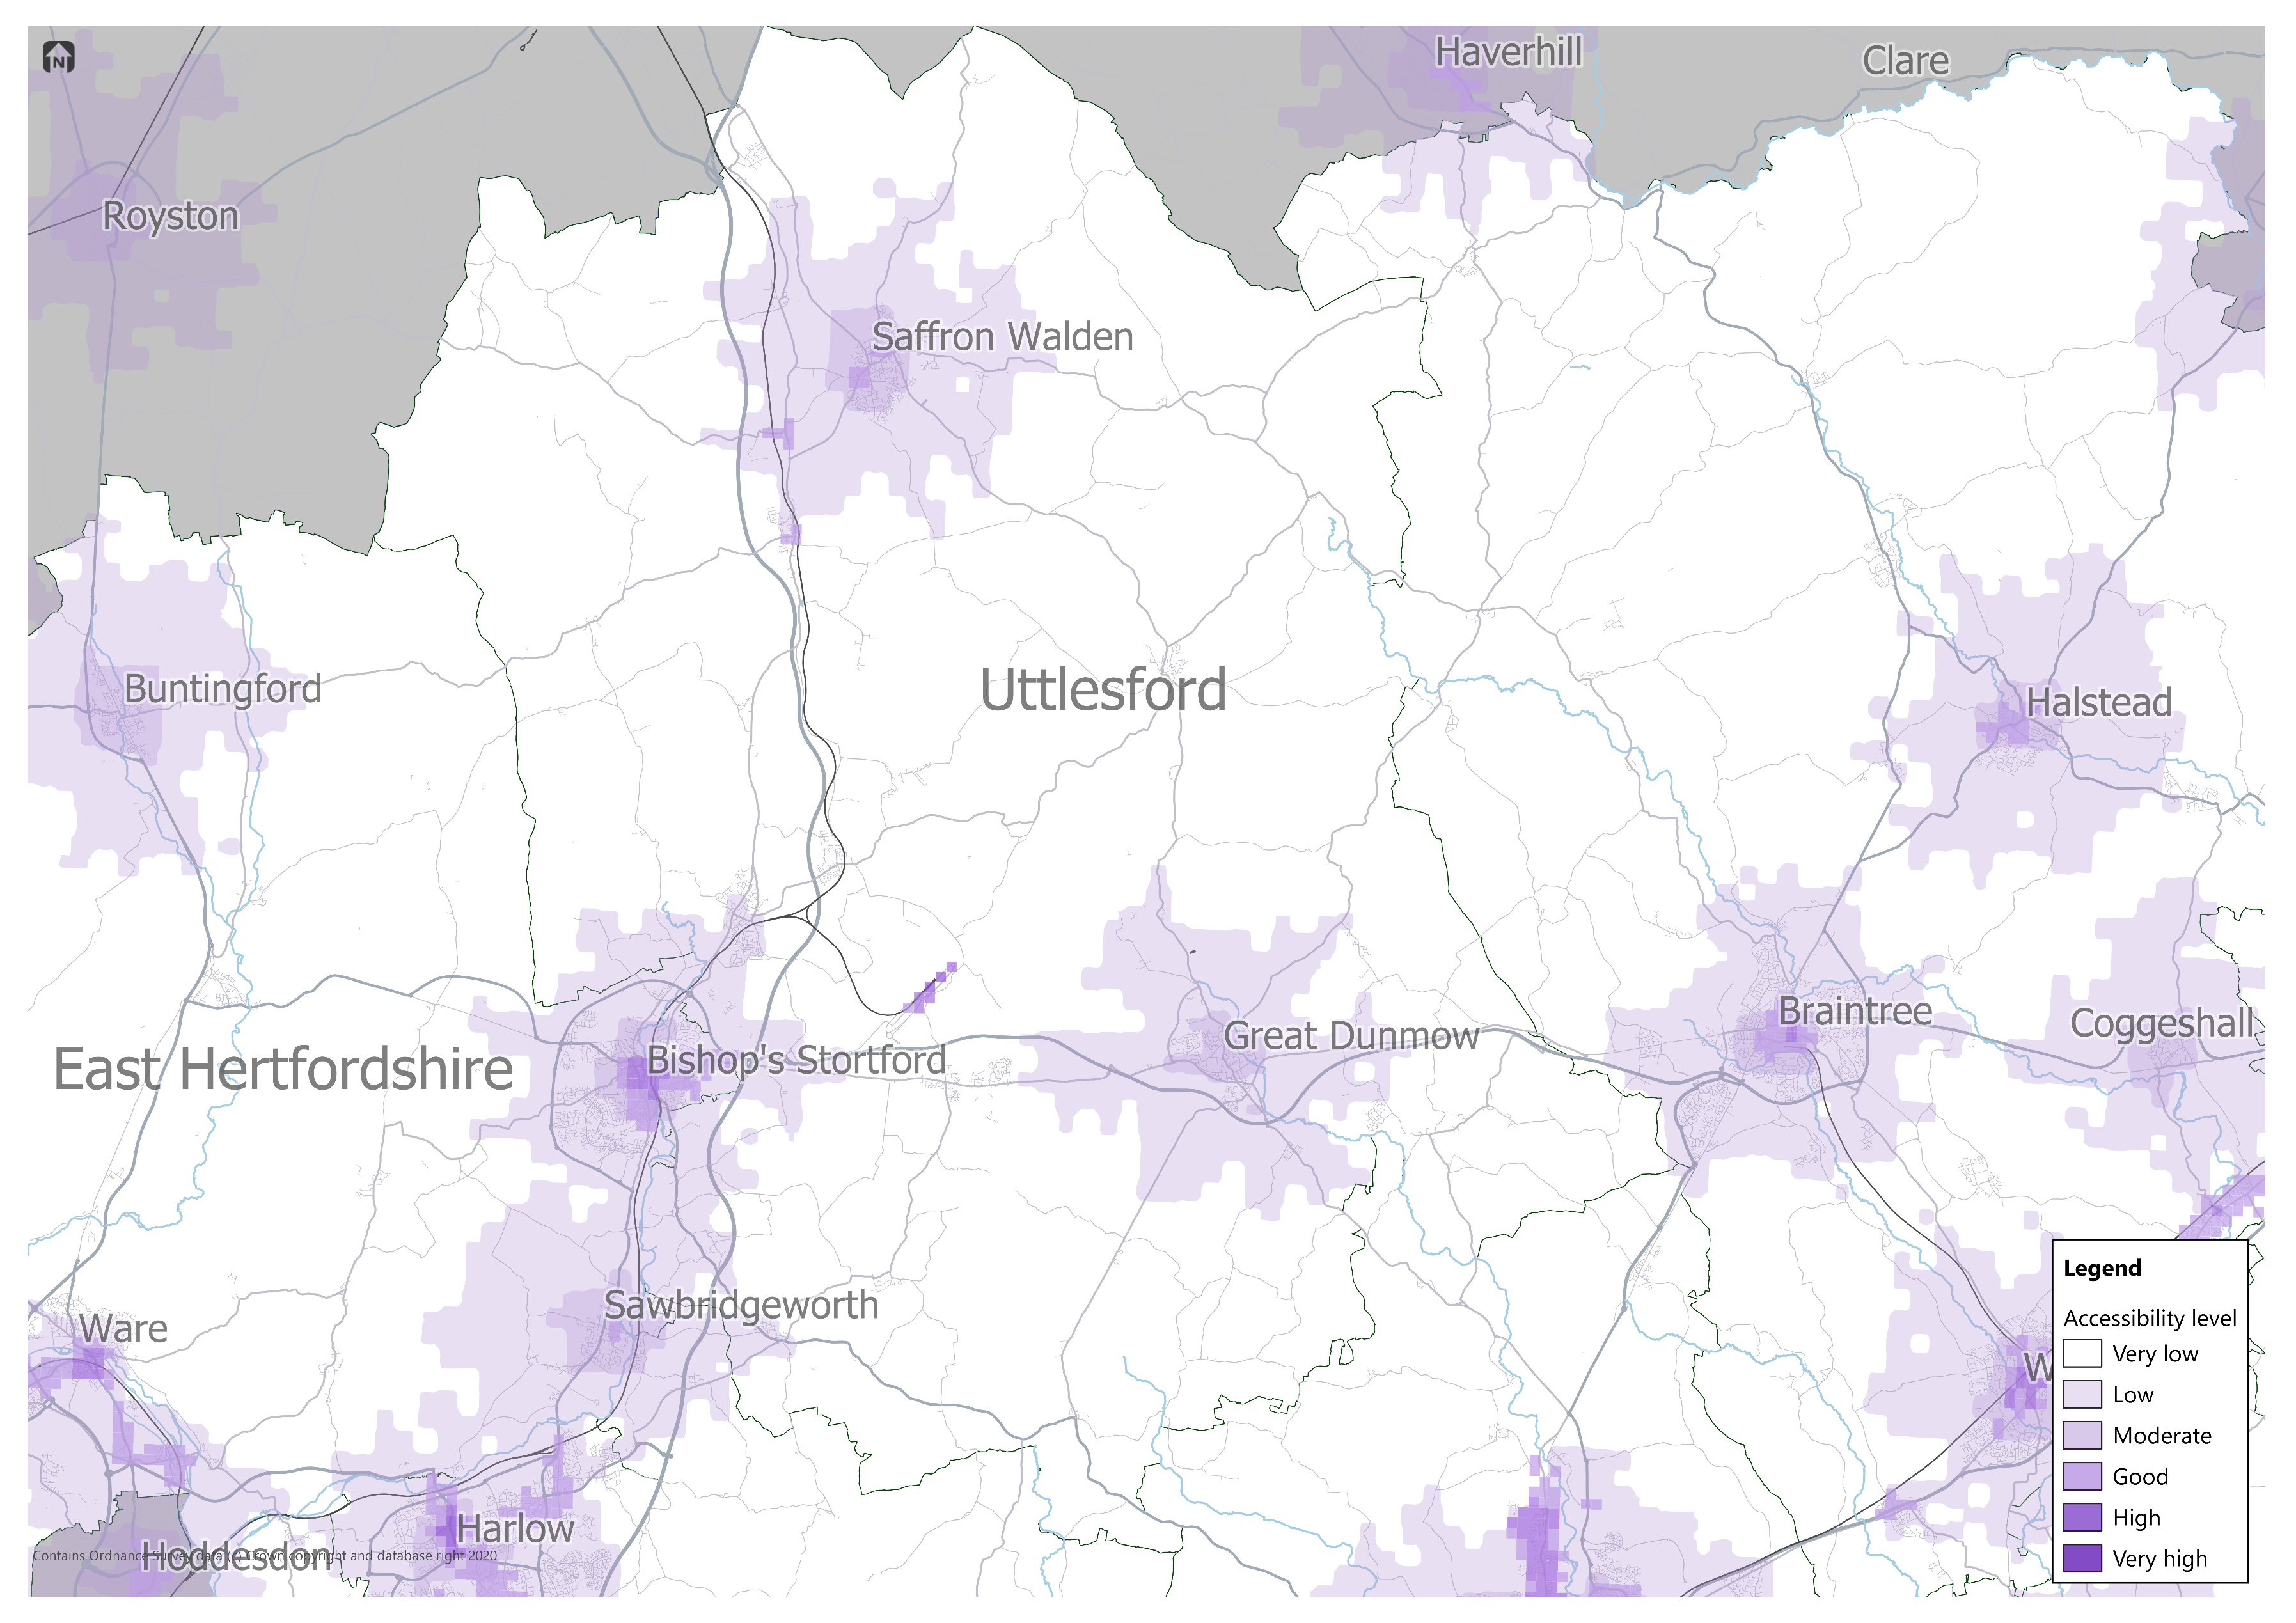 N
Haverhill
Clare
Royston
Saffron Walden
Uttlesford
Buntingford
Halstead
Braintree
Coggeshall
Great Dunmow
Bishop's Stortford
East Hertfordshire
Sawbridgeworth
Ware
W
Harlow
Hoddesdon
Contains Ordnance Survey data (c) Crown copyright and database right 2020
Legend
Accessibility level
Very low
Low
Moderate
Good
High
Very high